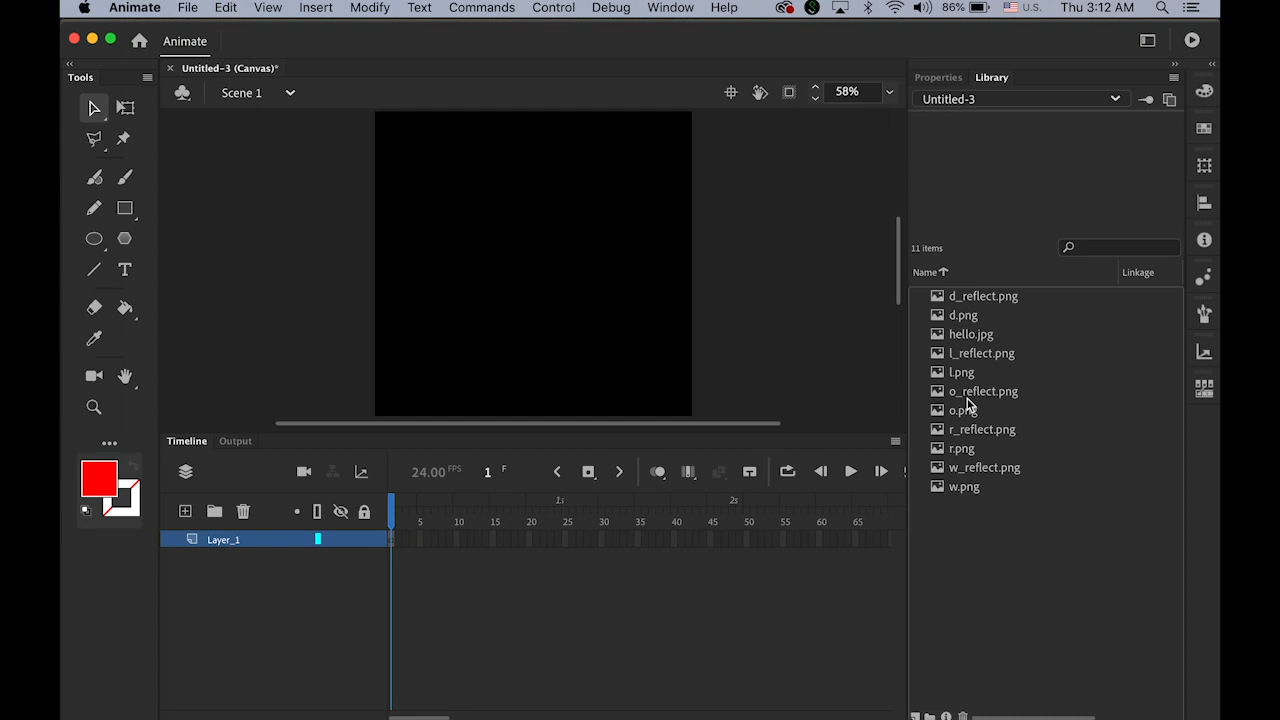 Animate File Edit View Insert Modify Text Commands Control Debug Window Help 86% U.S. Thu 3:12 AM
Animate
Tools
Untitled-3 (Canvas)*
Properties Library
Scene 1 58%
Untitled-3
11 items
Name Linkage
d_reflect.png
d.png
hello.jpg
l_reflect.png
l.png
o_reflect.png
o.png
r_reflect.png
r.png
w_reflect.png
w.png
Timeline Output
24.00 FPS 1 F
1s 2s
5 10 15 20 25 30 35 40 45 50 55 60 65
Layer_1